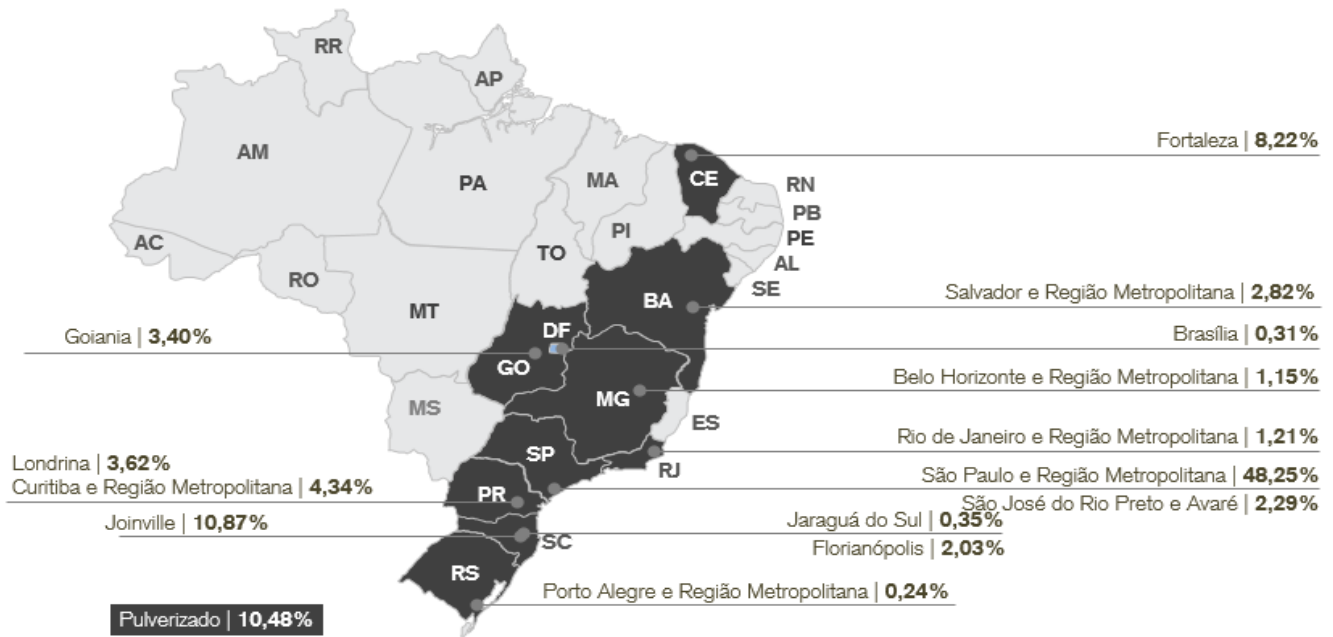 RR
AP
AM
PA
MA
CE
RN
PB
PE
AL
SE
PI
TO
AC
RO
MT
BA
DF
GO
MG
MS
ES
SP
RJ
PR
SC
RS
Fortaleza | 8,22%
Salvador e Região Metropolitana | 2,82%
Brasília | 0,31%
Goiania | 3,40%
Belo Horizonte e Região Metropolitana | 1,15%
Rio de Janeiro e Região Metropolitana | 1,21%
Londrina | 3,62%
Curitiba e Região Metropolitana | 4,34%
São Paulo e Região Metropolitana | 48,25%
São José do Rio Preto e Avaré | 2,29%
Joinville | 10,87%
Jaraguá do Sul | 0,35%
Florianópolis | 2,03%
Porto Alegre e Região Metropolitana | 0,24%
Pulverizado | 10,48%